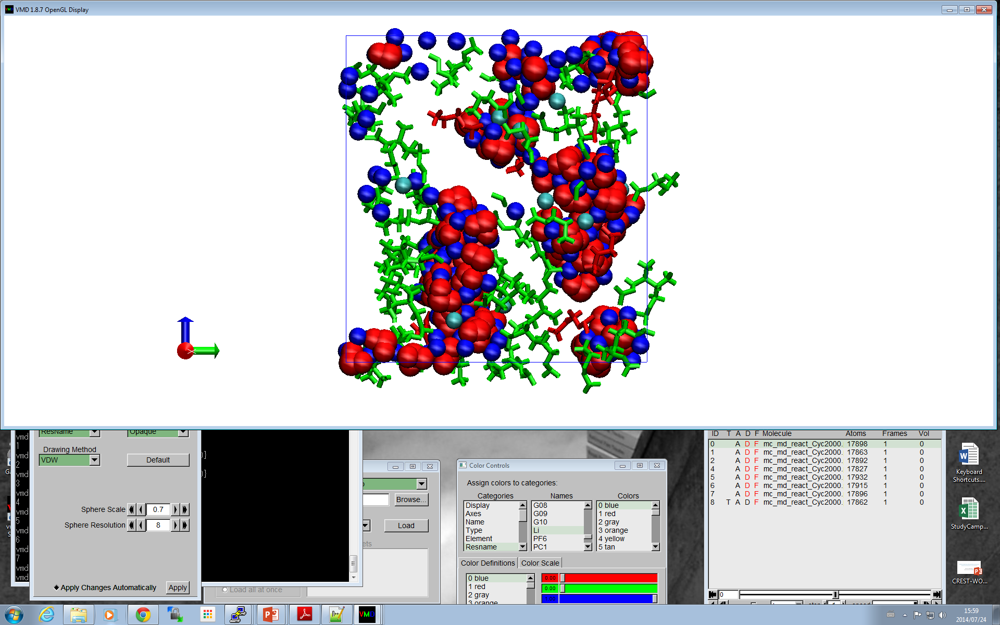 VMD 1.8.7 OpenGL Display
ResName
Opaque
Drawing Method
VDW
Default
Sphere Scale
0.7
Sphere Resolution
8
Apply Changes Automatically
Apply
vmd
1
vmd
2
vmd
3
vmd
4
vmd
5
vmd
6
vmd
7
vmd
vmd
Browse...
Load
Load all at once
Color Controls
Assign colors to categories:
Categories
Names
Colors
Display
Axes
Name
Type
Element
Resname
G08
G09
G10
Li
PF6
PC1
0 blue
1 red
2 gray
3 orange
4 yellow
5 tan
Color Definitions
Color Scale
0 blue
1 red
2 gray
3 orange
0.00
0.00
1.00
ID T A D F Molecule Atoms Frames Vol
0 A D F mc_md_react_Cyc2000. 17898 1 0
1 A D F mc_md_react_Cyc2000. 17863 1 0
2 A D F mc_md_react_Cyc2000. 17892 1 0
4 A D F mc_md_react_Cyc2000. 17827 1 0
5 A D F mc_md_react_Cyc2000. 17932 1 0
6 A D F mc_md_react_Cyc2000. 17915 1 0
7 A D F mc_md_react_Cyc2000. 17896 1 0
8 T A D F mc_md_react_Cyc2000. 17862 1 0
0
Keyboard
Shortcuts....
StudyCamp...
CREST-WO...
VMD
15:59
2014/07/24